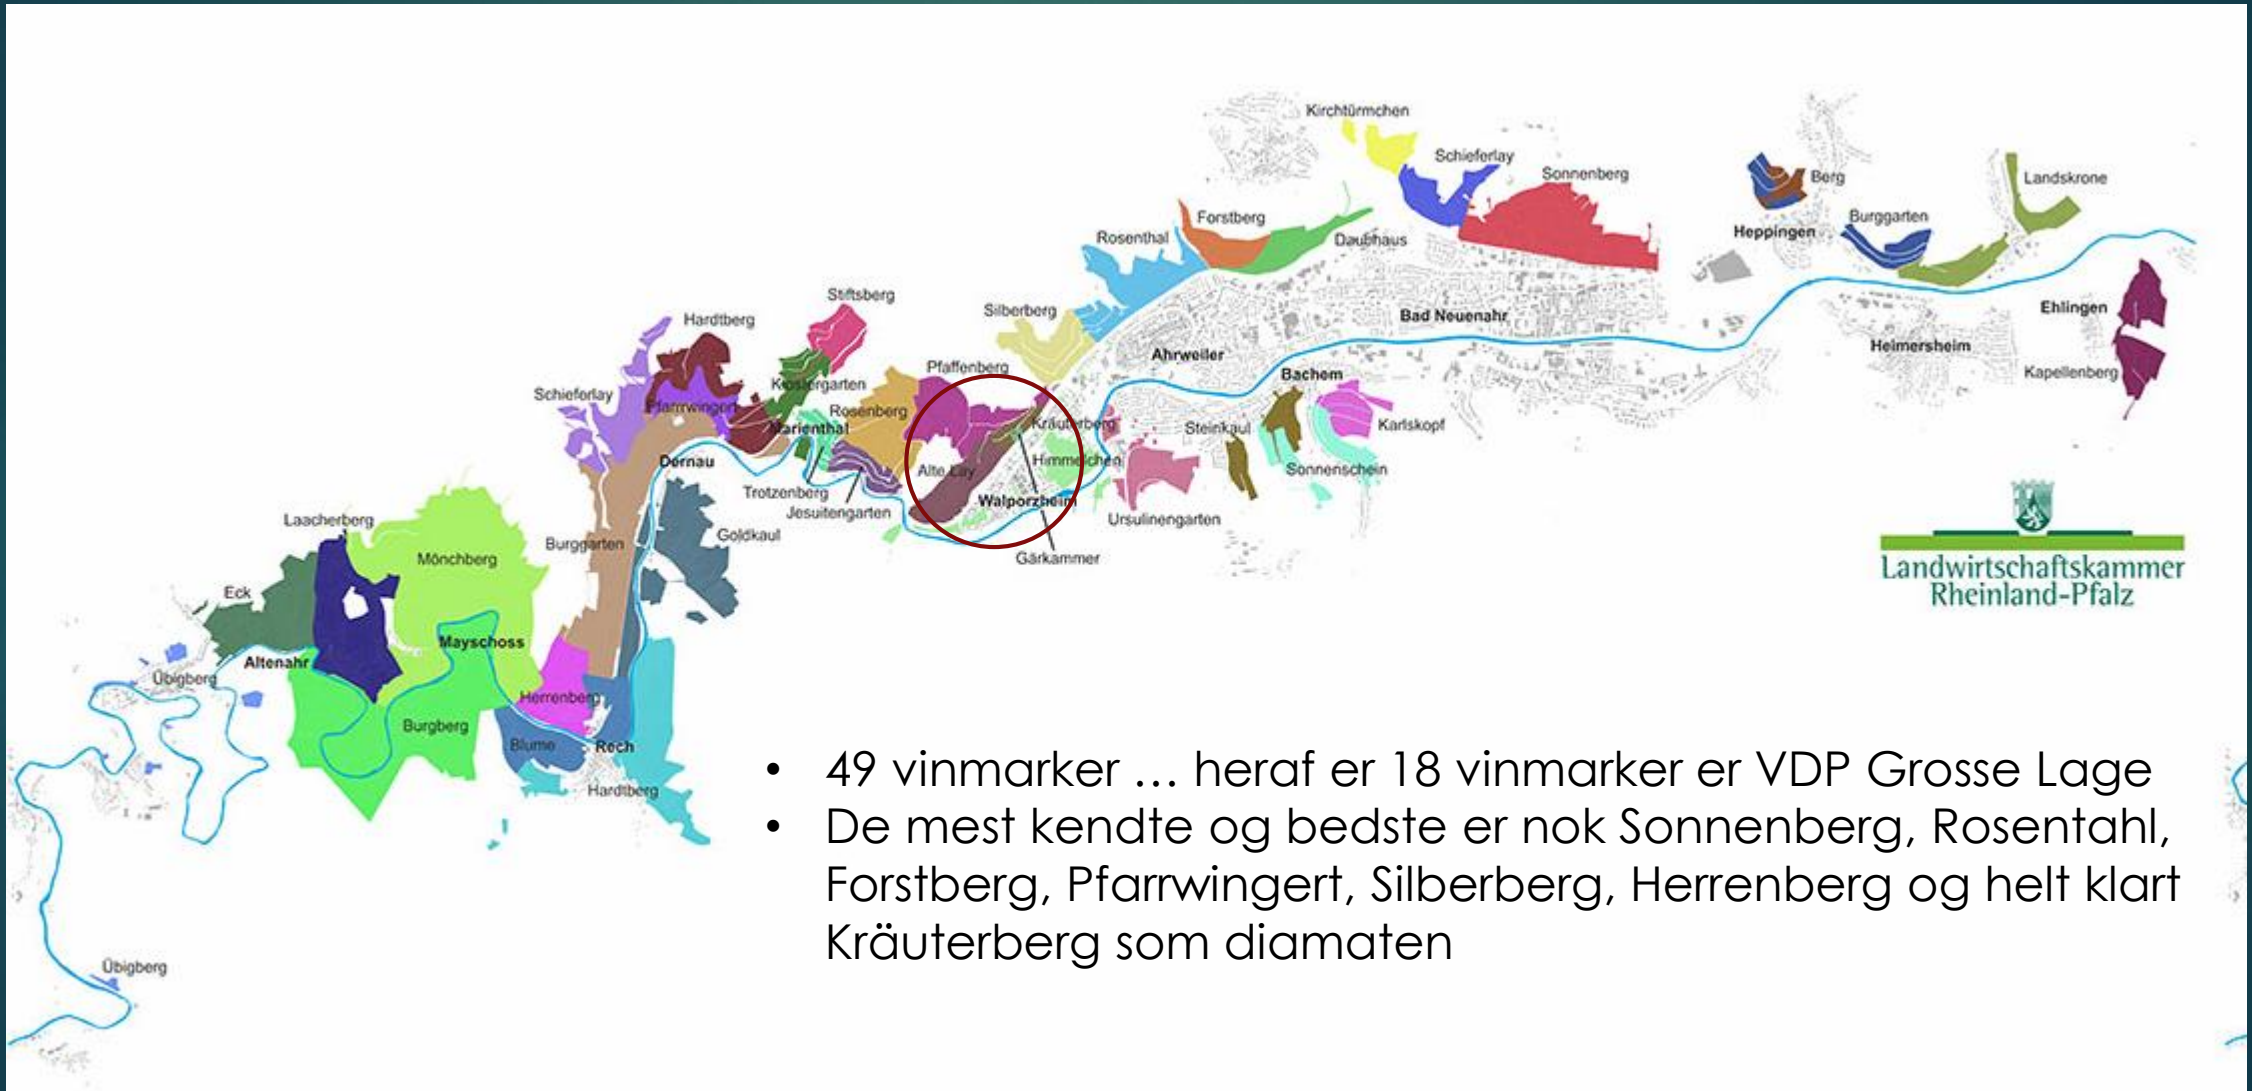 Kirchtürmchen
Schieferlay
Sonnenberg
Berg
Landskrone
Forstberg
Burggarten
Rosenthal
Daubhaus
Heppingen
Stiftsberg
Silberberg
Hardtberg
Bad Neuenahr
Ehlingen
Ahrweiler
Heimersheim
Pfaffenberg
Bachem
Kapellenberg
Klostergarten
Schieferlay
Pfarrwingert
Rosenberg
Kräuterberg
Marienthal
Steinkaul
Karlskopf
Dernau
Alte Lay
Himmelchen
Sonnenschein
Trotzenberg
Walporzheim
Jesuitengarten
Ursulinengarten
Laacherberg
Goldkaul
Burggarten
Gärkammer
Mönchberg
Landwirtschaftskammer
Rheinland-Pfalz
Eck
Mayschoss
Altenahr
Übigberg
Herrenberg
Burgberg
Blume
Rech
Hardtberg
• 49 vinmarker … heraf er 18 vinmarker er VDP Grosse Lage
• De mest kendte og bedste er nok Sonnenberg, Rosentahl,
Forstberg, Pfarrwingert, Silberberg, Herrenberg og helt klart
Kräuterberg som diamaten
Übigberg